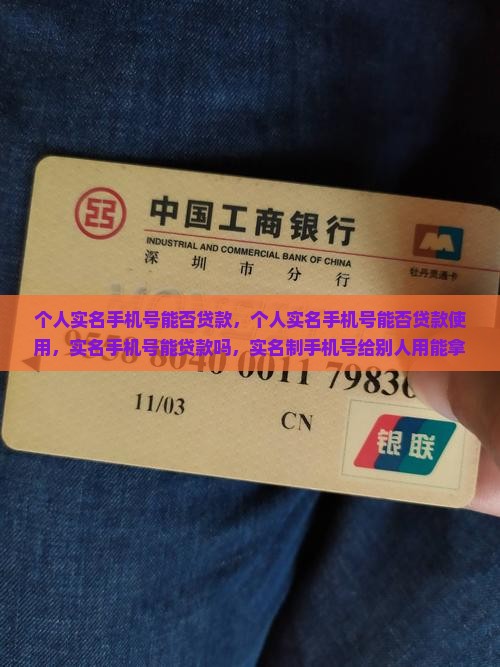 中国工商银行
INDUSTRIAL AND COMMERCIAL BANK OF CHINA
深圳市分行
牡丹灵通卡
个人实名手机号能否贷款，个人实名手机号能否贷款使
用，实名手机号能贷款吗，实名制手机号给别人用能拿
11/03
CN
银联